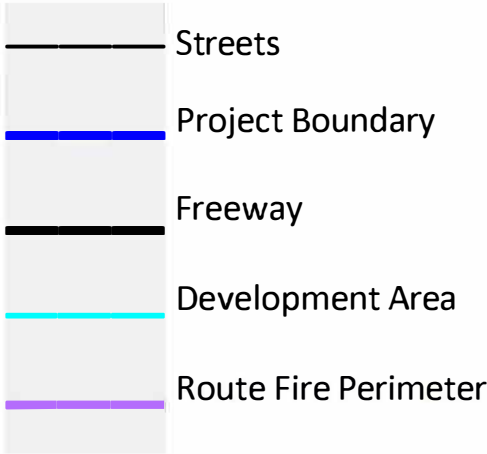 Streets
Project Boundary
Freeway
Development Area
Route Fire Perimeter